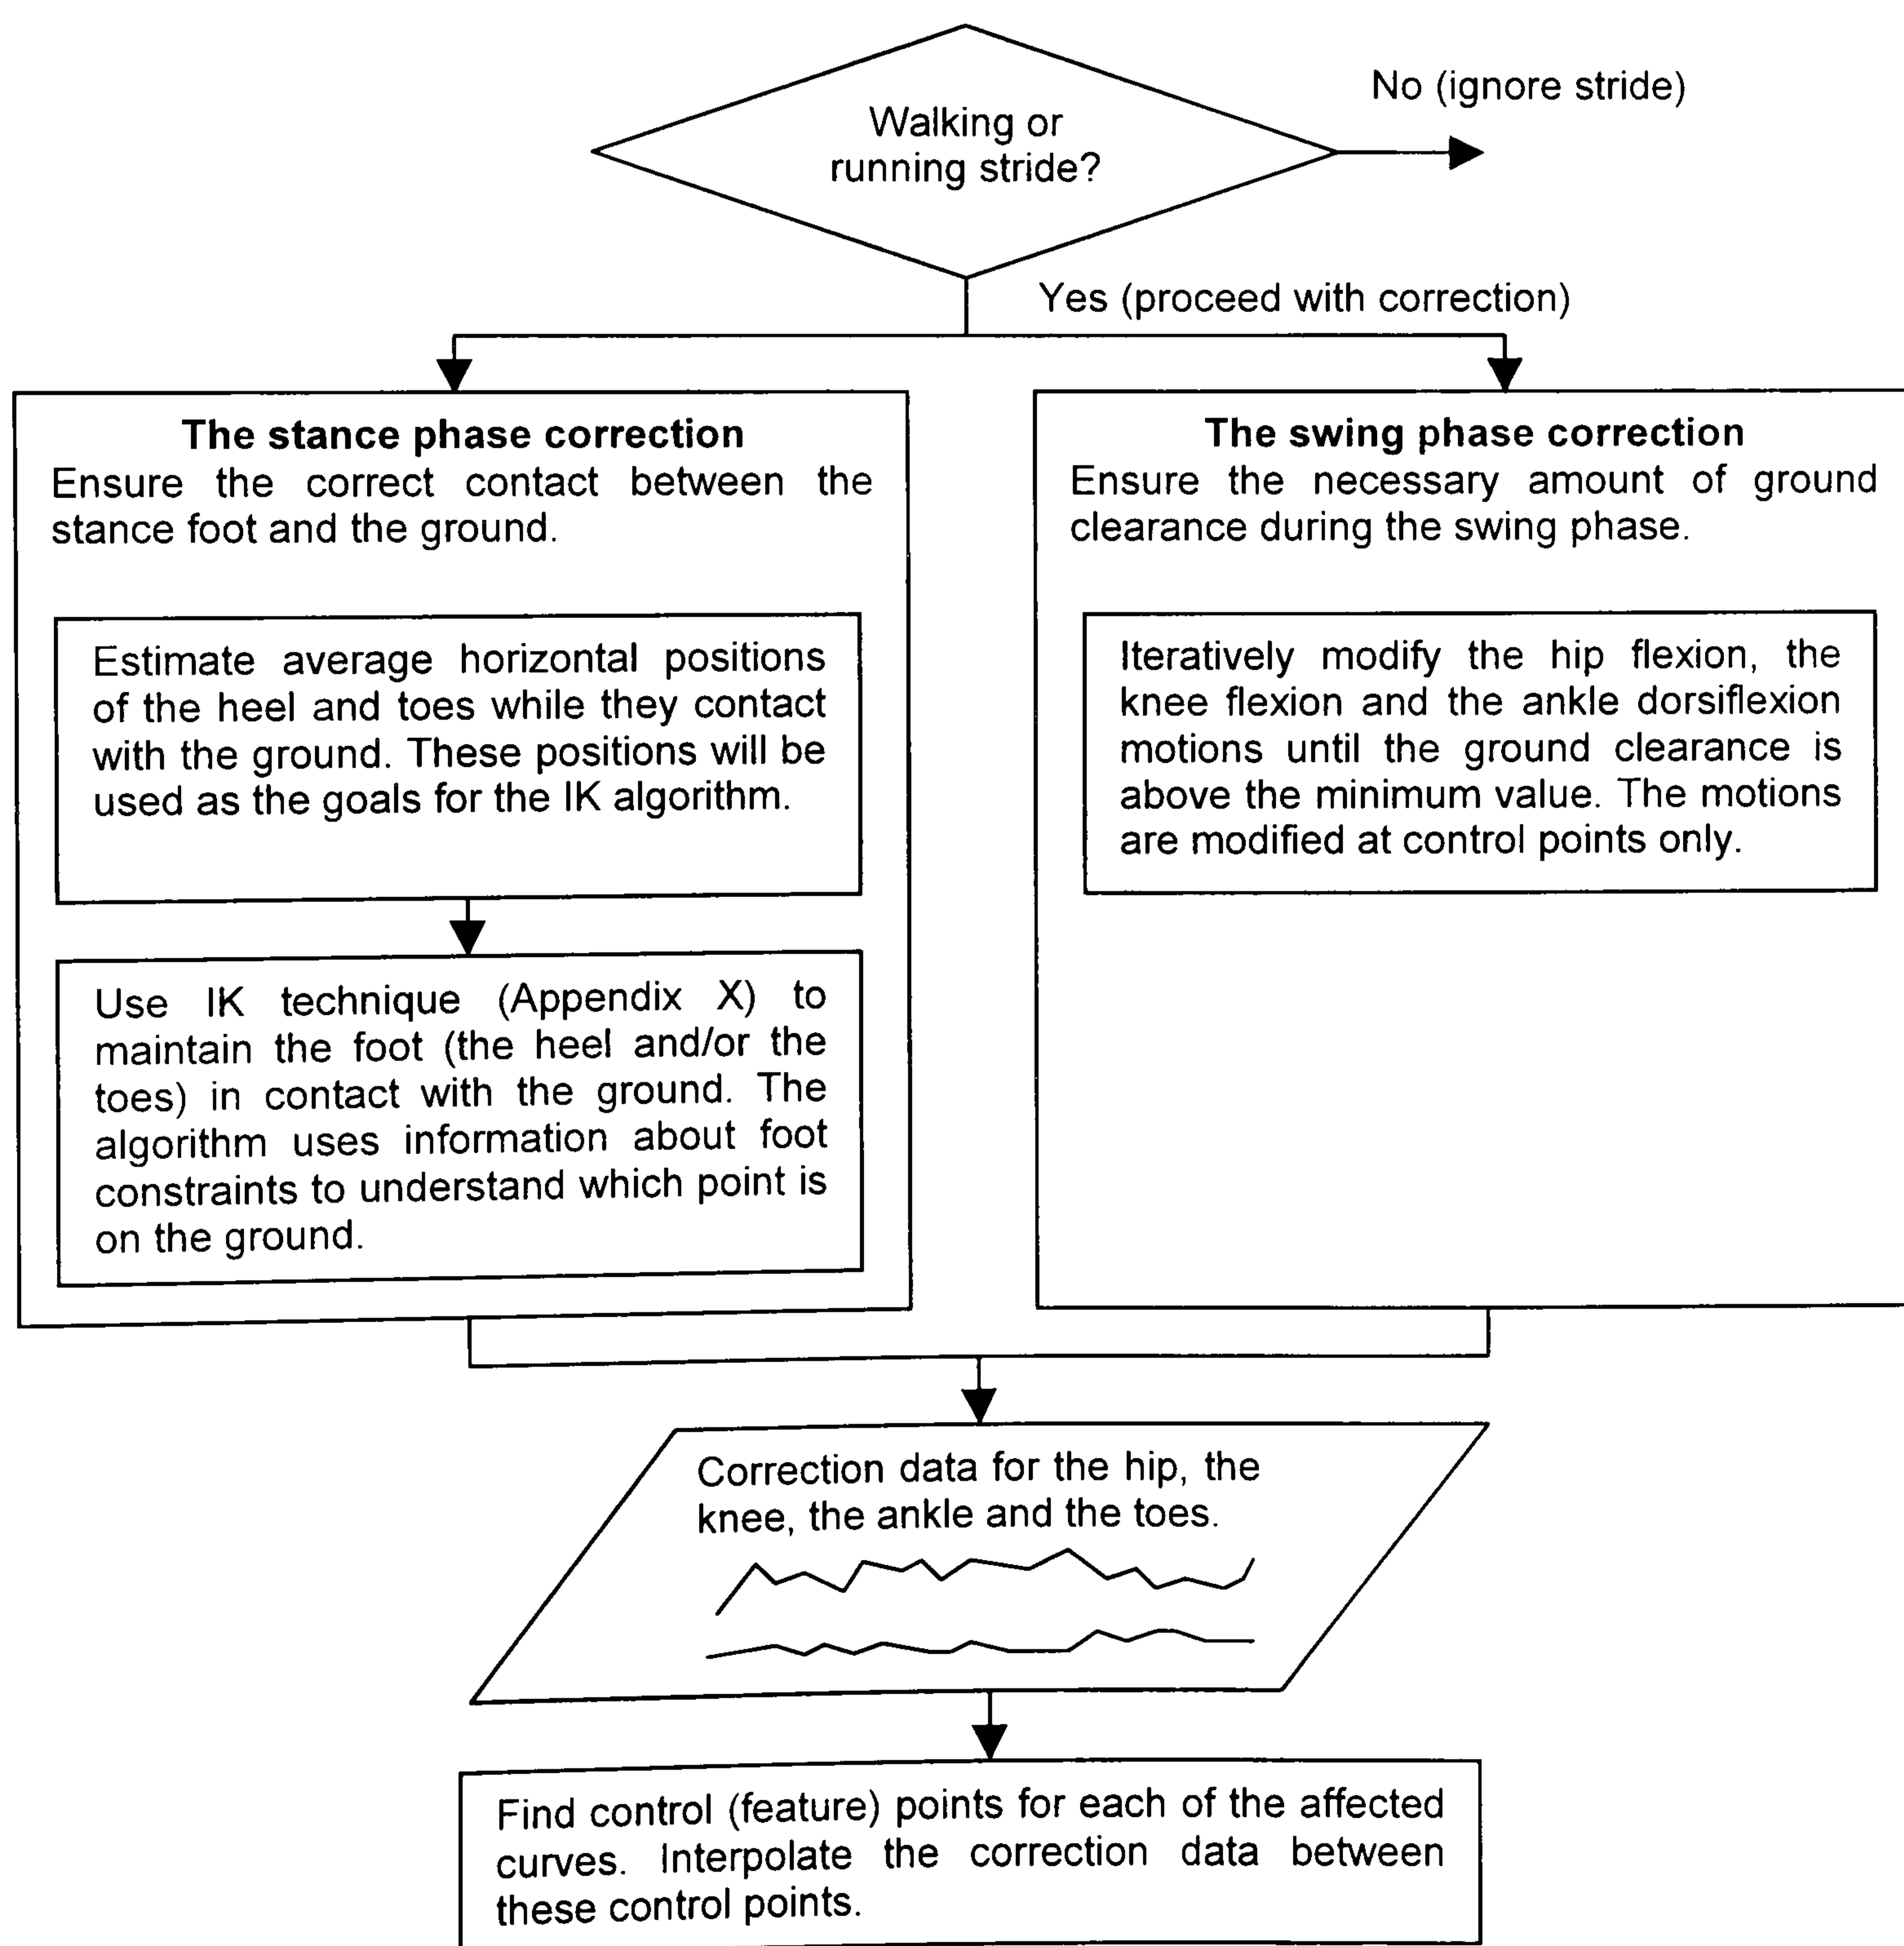 Walking or
running stride?
No (ignore stride)
Yes (proceed with correction)
The stance phase correction
Ensure the correct contact between the
stance foot and the ground.
Estimate average horizontal positions
of the heel and toes while they contact
with the ground. These positions will be
used as the goals for the IK algorithm.
Use IK technique (Appendix X) to
maintain the foot (the heel and/or the
toes) in contact with the ground. The
algorithm uses information about foot
constraints to understand which point is
on the ground.
The swing phase correction
Ensure the necessary amount of ground
clearance during the swing phase.
Iteratively modify the hip flexion, the
knee flexion and the ankle dorsiflexion
motions until the ground clearance is
above the minimum value. The motions
are modified at control points only.
Correction data for the hip, the
knee, the ankle and the toes.
Find control (feature) points for each of the affected
curves. Interpolate the correction data between
these control points.